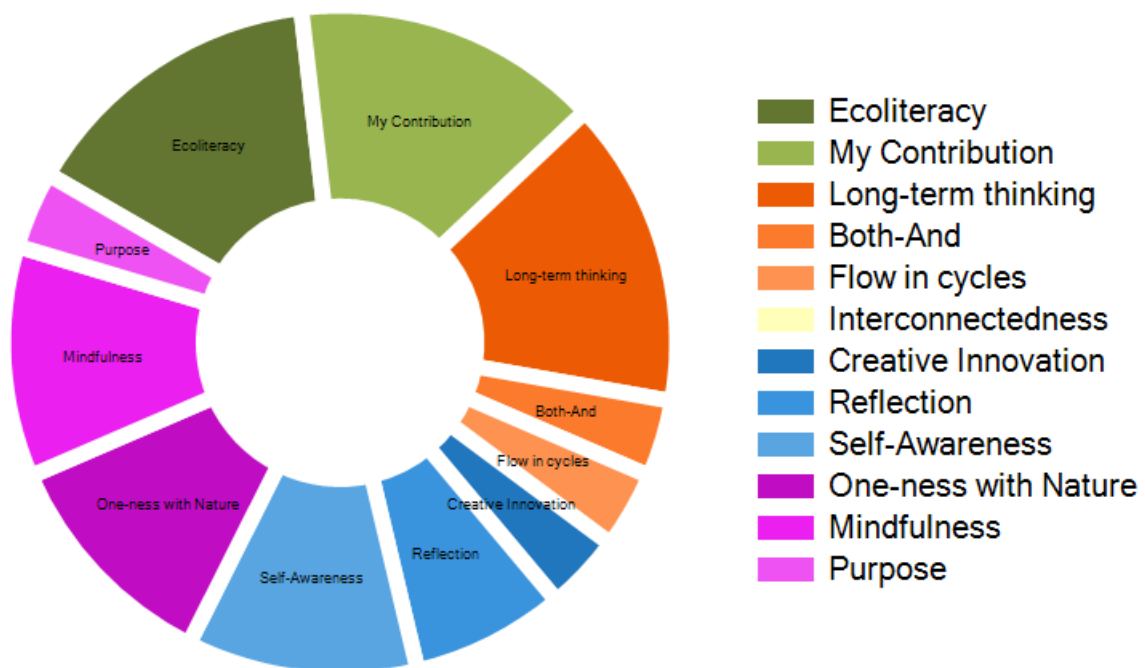 My Contribution
Ecoliteracy
Purpose
Long-term thinking
Mindfulness
Both-And
Flow in cycles
One-ness with Nature
Creative Innovation
Reflection
Self-Awareness
Ecoliteracy
My Contribution
Long-term thinking
Both-And
Flow in cycles
Interconnectedness
Creative Innovation
Reflection
Self-Awareness
One-ness with Nature
Mindfulness
Purpose